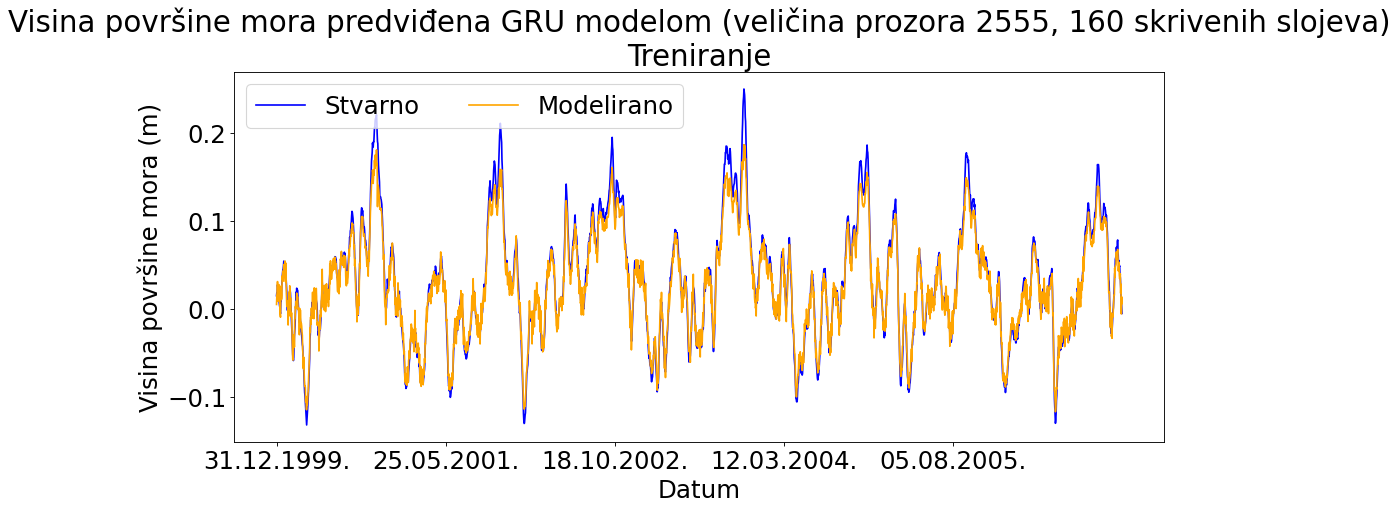 Visina površine mora predviđena GRU modelom (veličina prozora 2555, 160 skrivenih slojeva)
Treniranje
Stvarno
Modelirano
Visina površine mora (m)
0.2
0.1
0.0
−0.1
31.12.1999.
25.05.2001.
18.10.2002.
12.03.2004.
05.08.2005.
Datum